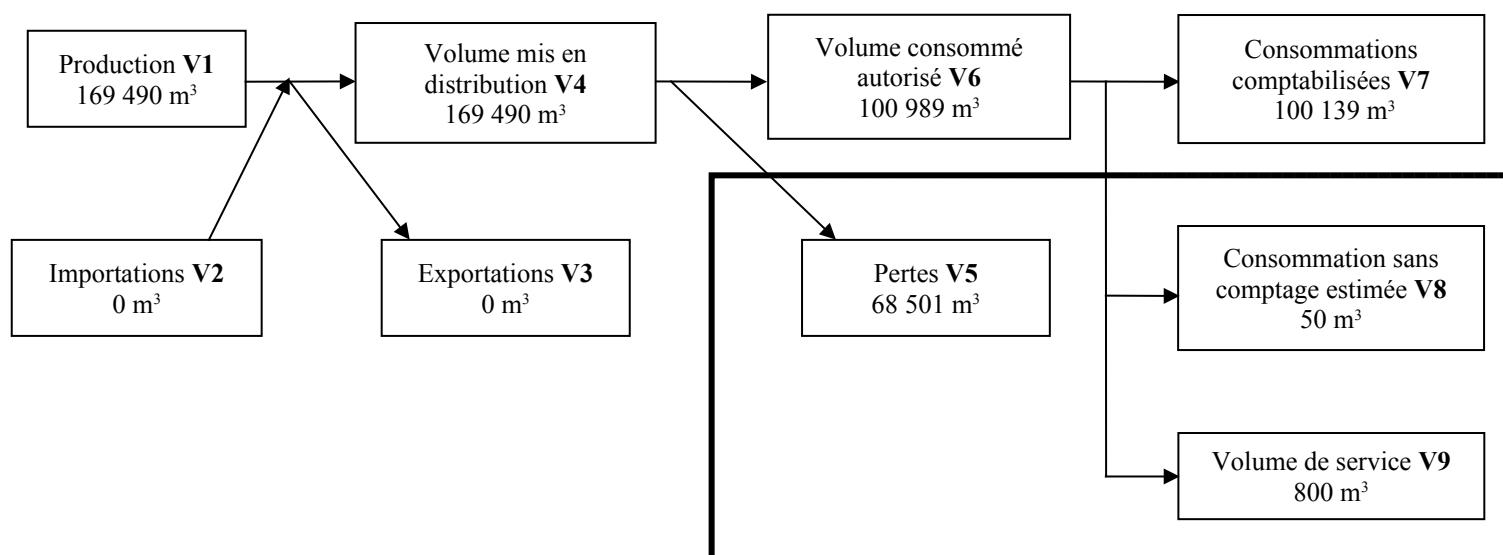 Production V1
169 490 m³
Volume mis en
distribution V4
169 490 m³
Volume consommé
autorisé V6
100 989 m³
Consommations
comptabilisées V7
100 139 m³
Importations V2
0 m³
Exportations V3
0 m³
Pertes V5
68 501 m³
Consommation sans
comptage estimée V8
50 m³
Volume de service V9
800 m³